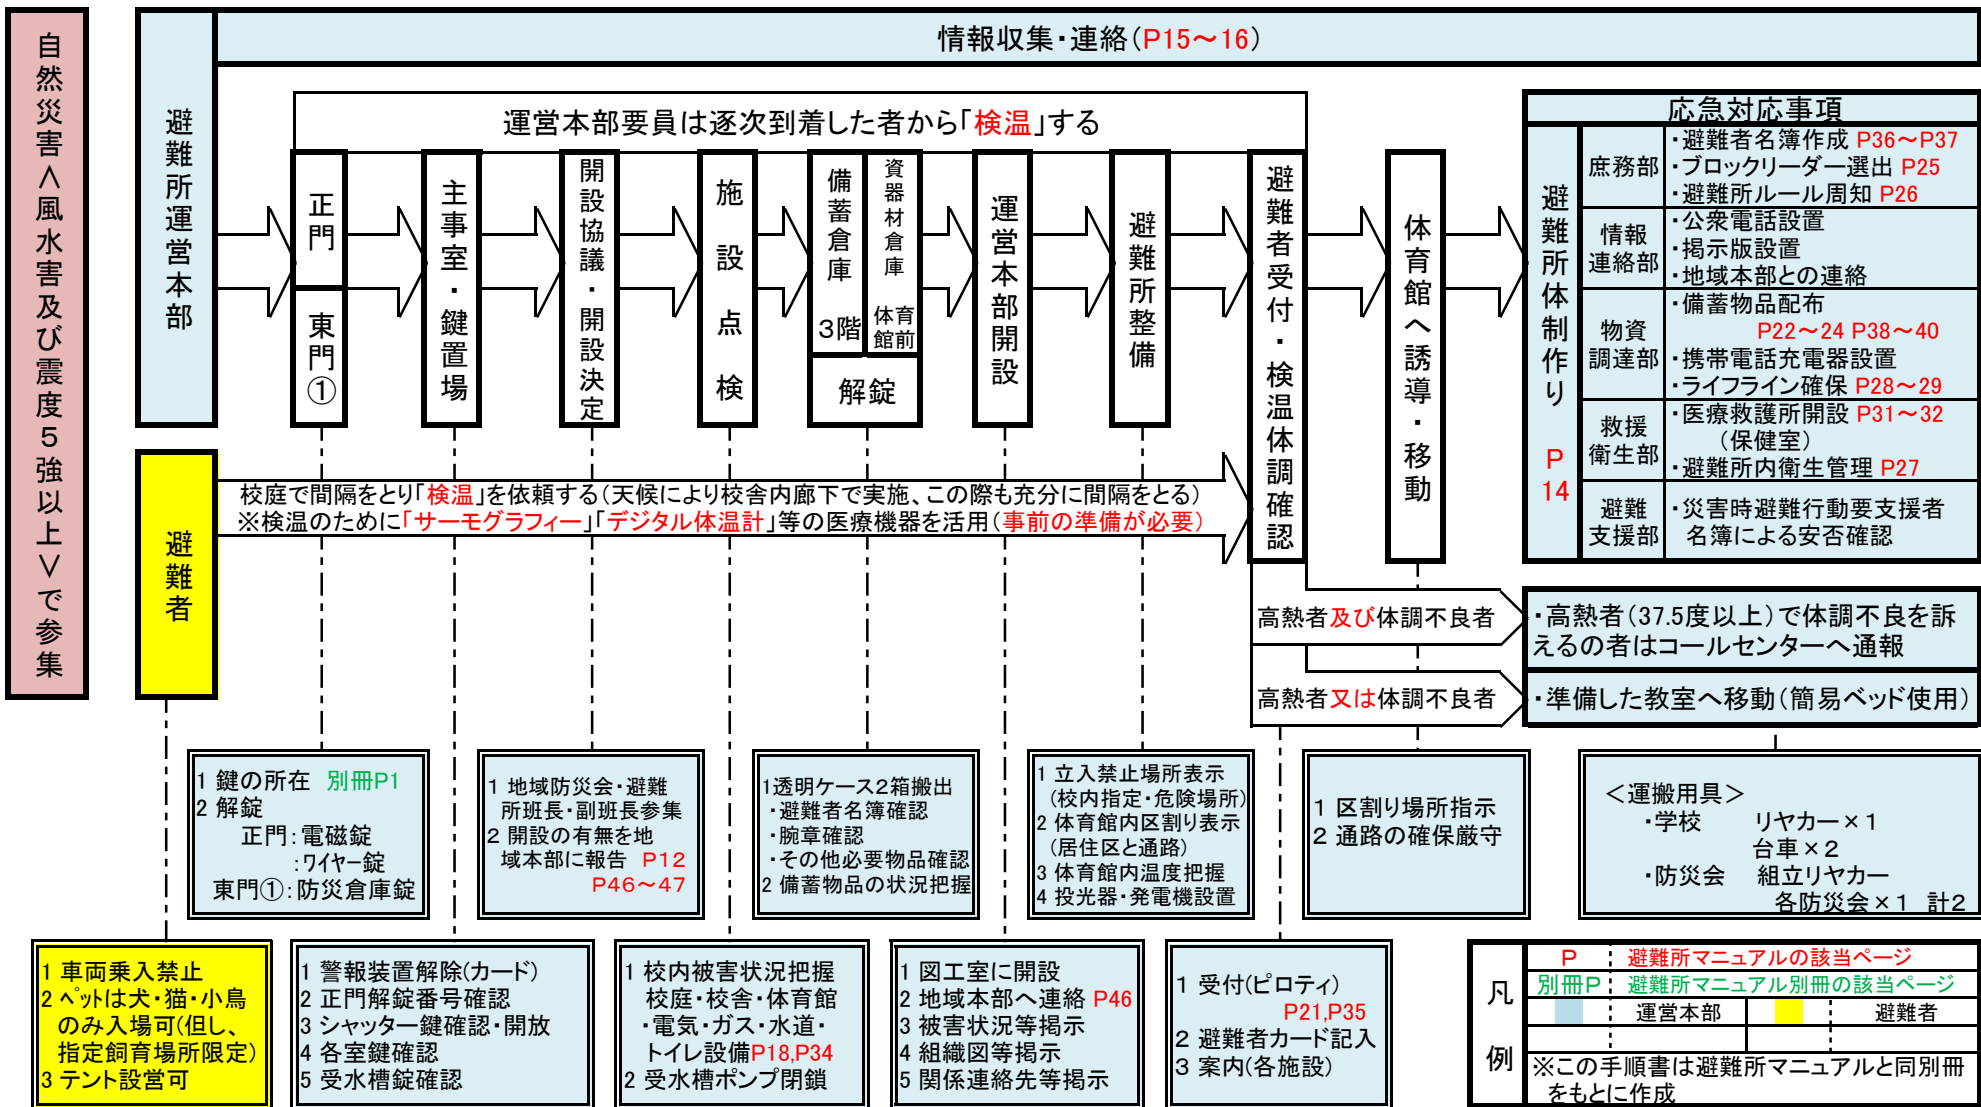 自然災害＜風水害及び震度５強以上＞で参集
避難所運営本部
情報収集・連絡(P15～16)
運営本部要員は逐次到着した者から「検温」する
正門
東門①
主事室・鍵置場
開設協議・開設決定
施設点検
備蓄倉庫 3階
資器材倉庫 体育館前
解錠
運営本部開設
避難所整備
避難者受付・検温体調確認
体育館へ誘導・移動
応急対応事項
避難所体制作り P14
庶務部
・避難者名簿作成 P36～P37
・ブロックリーダー選出 P25
・避難所ルール周知 P26
情報
連絡部
・公衆電話設置
・掲示版設置
・地域本部との連絡
物資
調達部
・備蓄物品配布
P22～24 P38～40
・携帯電話充電器設置
・ライフライン確保 P28～29
救援
衛生部
・医療救護所開設 P31～32
（保健室）
・避難所内衛生管理 P27
避難
支援部
・災害時避難行動要支援者
名簿による安否確認
避難者
校庭で間隔をとり「検温」を依頼する（天候により校舎内廊下で実施、この際も充分に間隔をとる）
※検温のために「サーモグラフィー」「デジタル体温計」等の医療機器を活用（事前の準備が必要）
高熱者及び体調不良者
・高熱者（37.5度以上）で体調不良を訴
えるの者はコールセンターへ通報
高熱者又は体調不良者
・準備した教室へ移動（簡易ベッド使用）
1 鍵の所在 別冊P1
2 解錠
正門：電磁錠
：ワイヤー錠
東門①：防災倉庫錠
1 地域防災会・避難
所班長・副班長参集
2 開設の有無を地
域本部に報告 P12
P46～47
1透明ケース２箱搬出
・避難者名簿確認
・腕章確認
・その他必要物品確認
2 備蓄物品の状況把握
1 立入禁止場所表示
(校内指定・危険場所)
2 体育館内区割り表示
(居住区と通路)
3 体育館内温度把握
4 投光器・発電機設置
1 区割り場所指示
2 通路の確保厳守
＜運搬用具＞
・学校 リヤカー×１
台車×２
・防災会 組立リヤカー
各防災会×１ 計2
1 車両乗入禁止
2 ペットは犬・猫・小鳥
のみ入場可(但し、
指定飼育場所限定)
3 テント設営可
1 警報装置解除(カード)
2 正門解錠番号確認
3 シャッター鍵確認・開放
4 各室鍵確認
5 受水槽錠確認
1 校内被害状況把握
校庭・校舎・体育館
・電気・ガス・水道・
トイレ設備P18,P34
2 受水槽ポンプ閉鎖
1 図工室に開設
2 地域本部へ連絡 P46
3 被害状況等掲示
4 組織図等掲示
5 関係連絡先等掲示
1 受付(ピロティ)
P21,P35
2 避難者カード記入
3 案内(各施設)
凡例
P 避難所マニュアルの該当ページ
別冊P 避難所マニュアル別冊の該当ページ
運営本部 避難者
※この手順書は避難所マニュアルと同別冊
をもとに作成